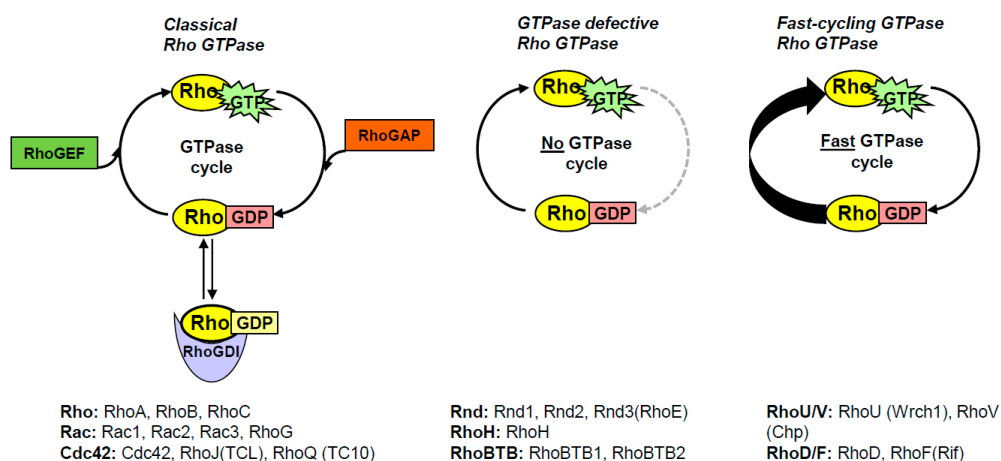 Classical
Rho GTPase
Rho
GTP
RhoGEF
GTPase
cycle
RhoGAP
Rho
GDP
Rho
GDP
RhoGDI
Rho: RhoA, RhoB, RhoC
Rac: Rac1, Rac2, Rac3, RhoG
Cdc42: Cdc42, RhoJ(TCL), RhoQ (TC10)
GTPase defective
Rho GTPase
Rho
GTP
No GTPase
cycle
Rho
GDP
Rnd: Rnd1, Rnd2, Rnd3(RhoE)
RhoH: RhoH
RhoBTB: RhoBTB1, RhoBTB2
Fast-cycling GTPase
Rho GTPase
Rho
GTP
Fast GTPase
cycle
Rho
GDP
RhoU/V: RhoU (Wrch1), RhoV
(Chp)
RhoD/F: RhoD, RhoF(Rif)